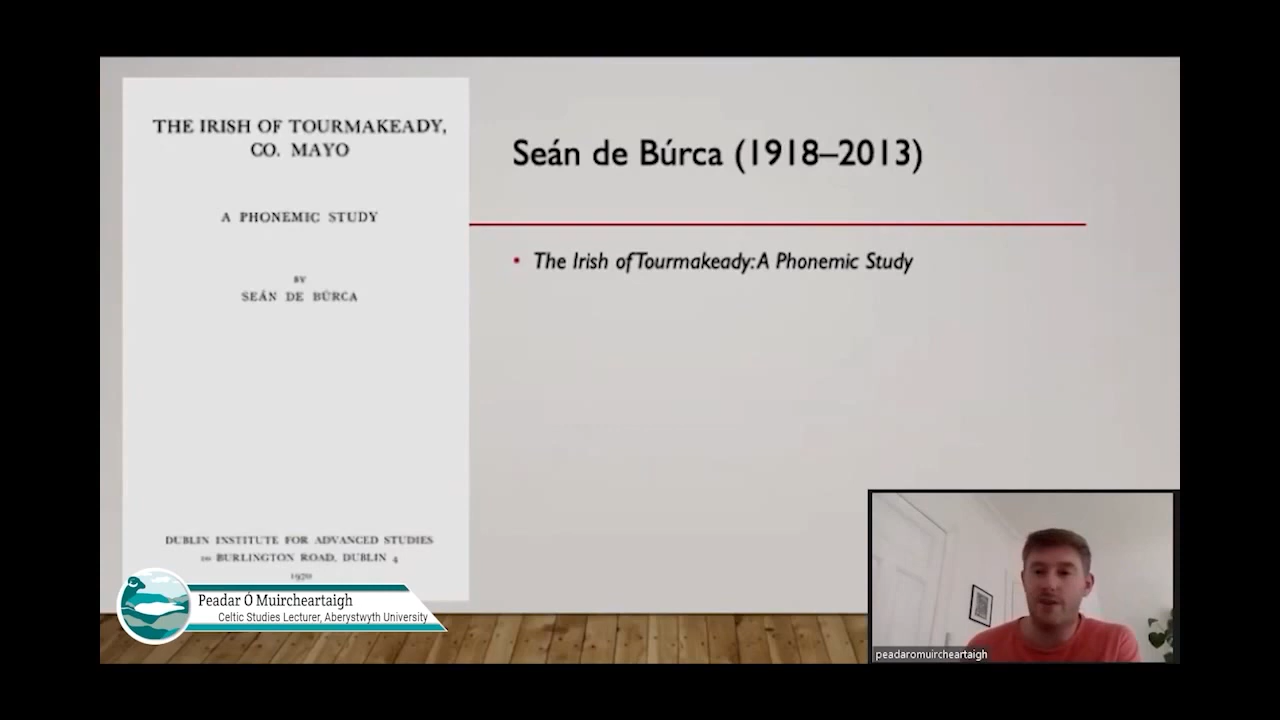 THE IRISH OF TOURMAKEADY,
CO. MAYO
A PHONEMIC STUDY
BY
SEÁN DE BÚRCA
DUBLIN INSTITUTE FOR ADVANCED STUDIES
10 BURLINGTON ROAD, DUBLIN 4
1970
Seán de Búrca (1918–2013)
• The Irish of Tourmakeady: A Phonemic Study
Peadar Ó Muircheartaigh
Celtic Studies Lecturer, Aberystwyth University
peadaromuircheartaigh